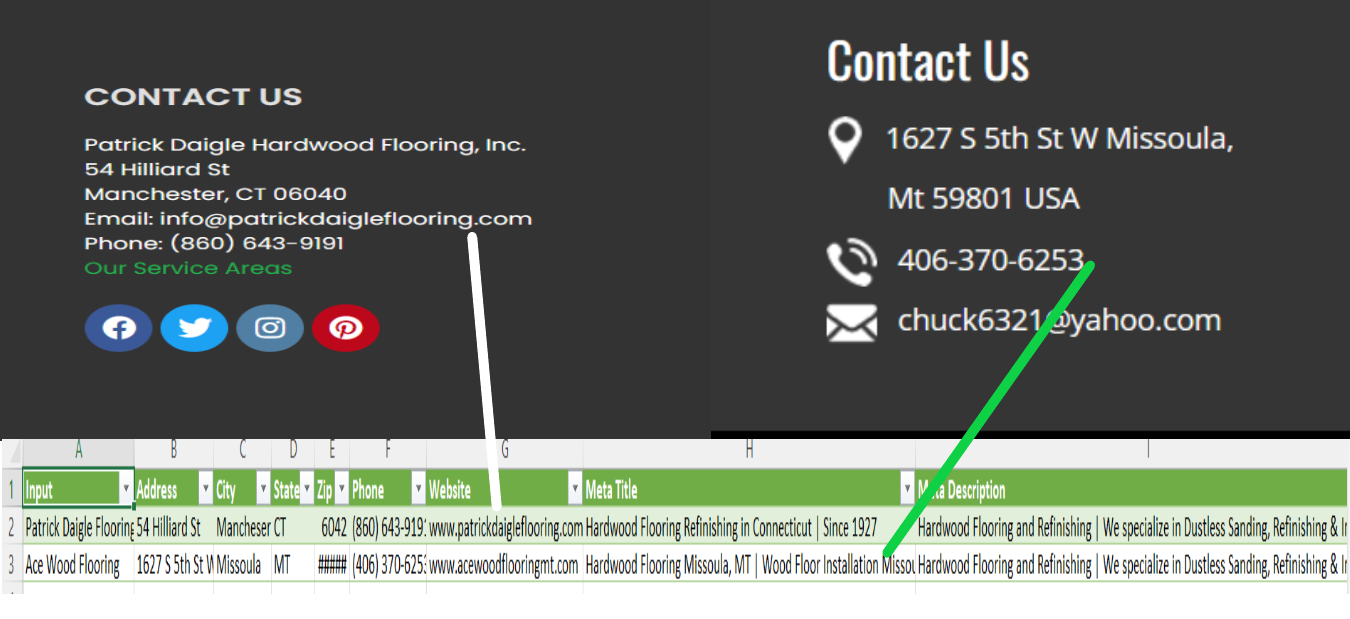 CONTACT US
Patrick Daigle Hardwood Flooring, Inc.
54 Hilliard St
Manchester, CT 06040
Email: info@patrickdaigleflooring.com
Phone: (860) 643-9191
Our Service Areas
Contact Us
1627 S 5th St W Missoula,
Mt 59801 USA
406-370-6253
chuck6321@yahoo.com
A B C D E F G H I
1 Input Address City State Zip Phone Website Meta Title Meta Description
2 Patrick Daigle Flooring 54 Hilliard St Mancheser CT 6042 (860) 643-919 www.patrickdaigleflooring.com Hardwood Flooring Refinishing in Connecticut | Since 1927 Hardwood Flooring and Refinishing | We specialize in Dustless Sanding, Refinishing & I
3 Ace Wood Flooring 1627 S 5th St W Missoula MT ##### (406) 370-625 www.acewoodflooringmt.com Hardwood Flooring Missoula, MT | Wood Floor Installation Missou Hardwood Flooring and Refinishing | We specialize in Dustless Sanding, Refinishing & I